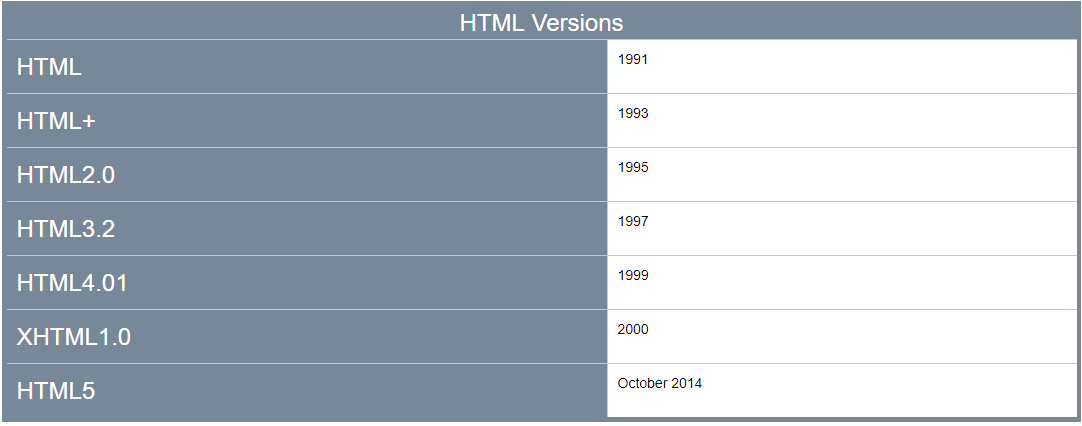 HTML Versions
HTML 1991
HTML+ 1993
HTML2.0 1995
HTML3.2 1997
HTML4.01 1999
XHTML1.0 2000
HTML5 October 2014